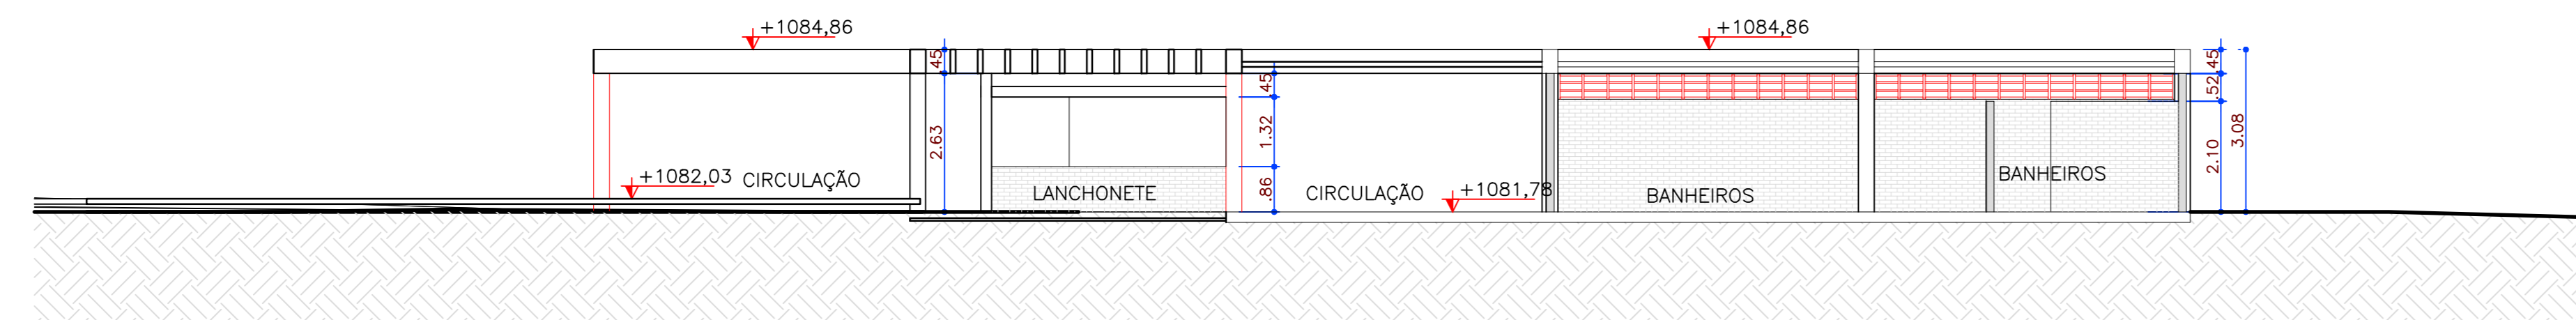 +1084,86
+1084,86
.45
2.63
.45
1.32
.86
.45
.52
2.10
3.08
+1082,03
CIRCULAÇÃO
LANCHONETE
CIRCULAÇÃO
+1081,78
BANHEIROS
BANHEIROS